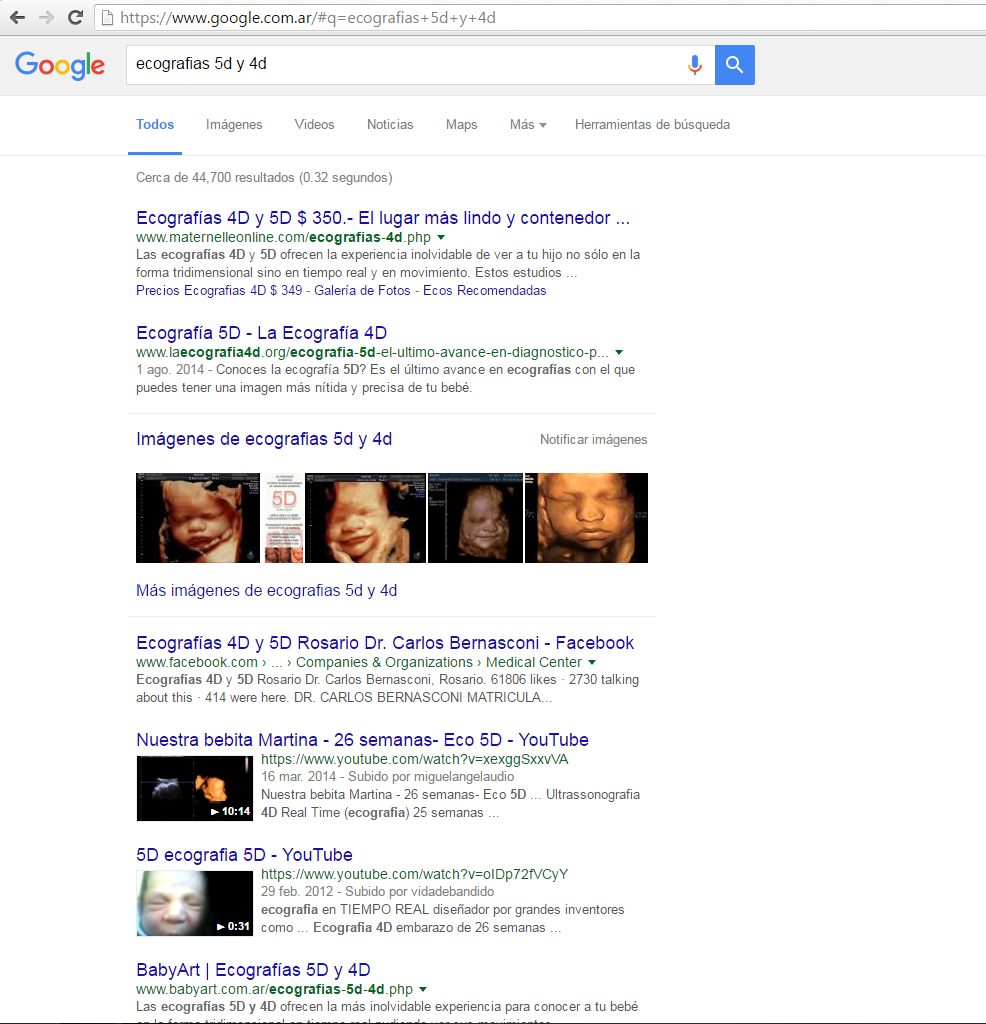 https://www.google.com.ar/#q=ecografias+5d+y+4d
Google
ecografias 5d y 4d
Todos Imágenes Videos Noticias Maps Más Herramientas de búsqueda
Cerca de 44,700 resultados (0.32 segundos)
Ecografías 4D y 5D $ 350.- El lugar más lindo y contenedor ...
www.maternelleonline.com/ecografias-4d.php
Las ecografías 4D y 5D ofrecen la experiencia inolvidable de ver a tu hijo no sólo en la
forma tridimensional sino en tiempo real y en movimiento. Estos estudios ...
Precios Ecografias 4D $ 349 - Galería de Fotos - Ecos Recomendadas
Ecografía 5D - La Ecografía 4D
www.laecografia4d.org/ecografia-5d-el-ultimo-avance-en-diagnostico-p...
1 ago. 2014 - Conoces la ecografía 5D? Es el último avance en ecografías con el que
puedes tener una imagen más nítida y precisa de tu bebé.
Imágenes de ecografias 5d y 4d
Notificar imágenes
5D
Más imágenes de ecografias 5d y 4d
Ecografías 4D y 5D Rosario Dr. Carlos Bernasconi - Facebook
www.facebook.com › ... › Companies & Organizations › Medical Center
Ecografías 4D y 5D Rosario Dr. Carlos Bernasconi, Rosario. 61806 likes · 2730 talking
about this · 414 were here. DR. CARLOS BERNASCONI MATRICULA...
Nuestra bebita Martina - 26 semanas- Eco 5D - YouTube
https://www.youtube.com/watch?v=xexggSxxvVA
16 mar. 2014 - Subido por miguelangelaudio
Nuestra bebita Martina - 26 semanas- Eco 5D ... Ultrassonografia
4D Real Time (ecografia) 25 semanas ...
10:14
5D ecografia 5D - YouTube
https://www.youtube.com/watch?v=oIDp72fVCyY
29 feb. 2012 - Subido por vidadebandido
ecografia en TIEMPO REAL diseñador por grandes inventores
como ... Ecografia 4D embarazo de 26 semanas ...
0:31
BabyArt | Ecografías 5D y 4D
www.babyart.com.ar/ecografias-5d-4d.php
Las ecografías 5D y 4D ofrecen la más inolvidable experiencia para conocer a tu bebé